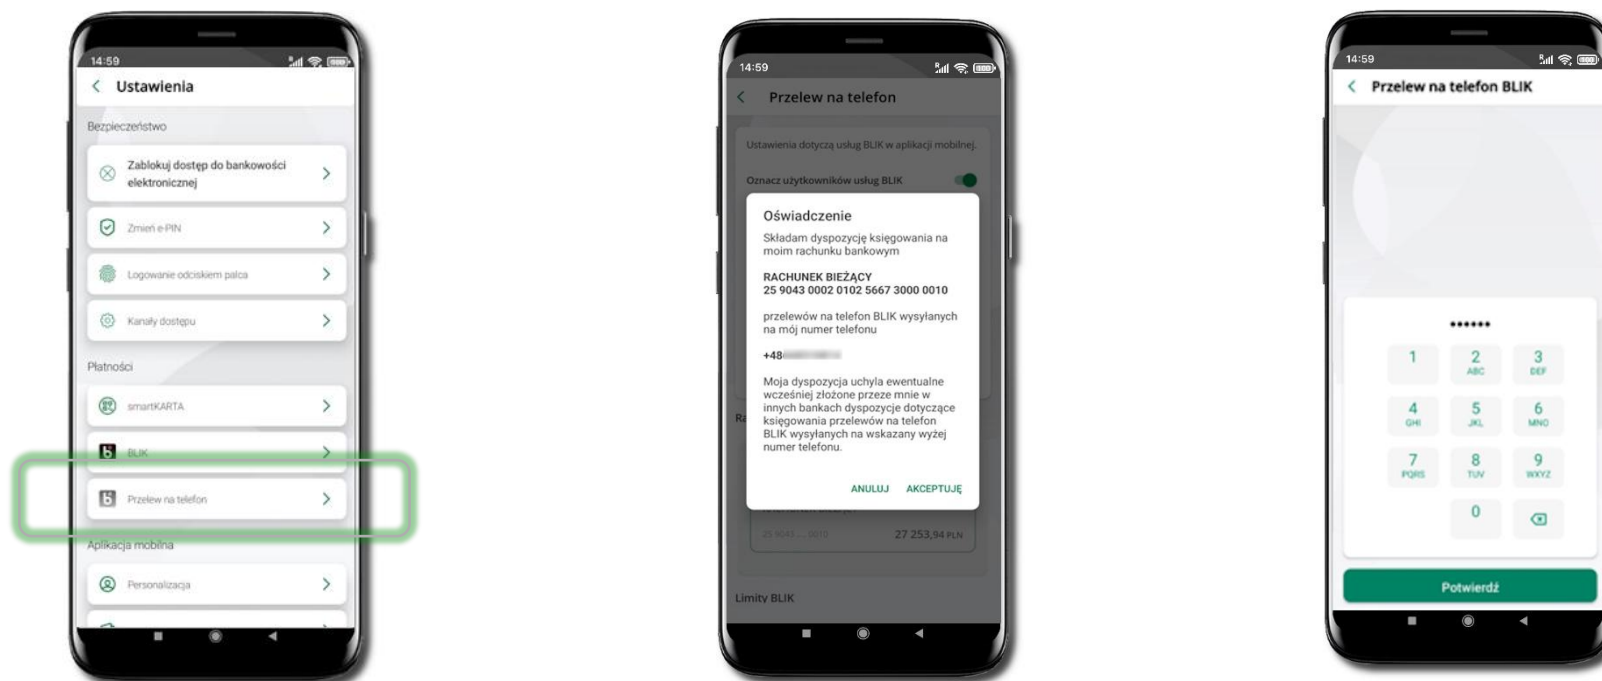 14:59
Ustawienia
Bezpieczeństwo
Zablokuj dostęp do bankowości
elektronicznej
Zmień e-PIN
Logowanie odciskiem palca
Kanały dostępu
Płatności
smartKARTA
BLIK
Przelew na telefon
Aplikacja mobilna
Personalizacja
14:59
Przelew na telefon
Ustawienia dotyczą usług BLIK w aplikacji mobilnej.
Oznacz użytkowników usług BLIK
Oświadczenie
Składam dyspozycję księgowania na
moim rachunku bankowym
RACHUNEK BIEŻĄCY
25 9043 0002 0102 5667 3000 0010
przelewów na telefon BLIK wysyłanych
na mój numer telefonu
+48
Moja dyspozycja uchyla ewentualne
wcześniej złożone przeze mnie w
innych bankach dyspozycje dotyczące
księgowania przelewów na telefon
BLIK wysyłanych na wskazany wyżej
numer telefonu.
ANULUJ AKCEPTUJĘ
25 9043 .... 0010 27 253,94 PLN
Limity BLIK
14:59
Przelew na telefon BLIK
••••••
1 2 3
ABC DEF
4 5 6
GHI JKL MNO
7 8 9
PQRS TUV WXYZ
0
Potwierdź